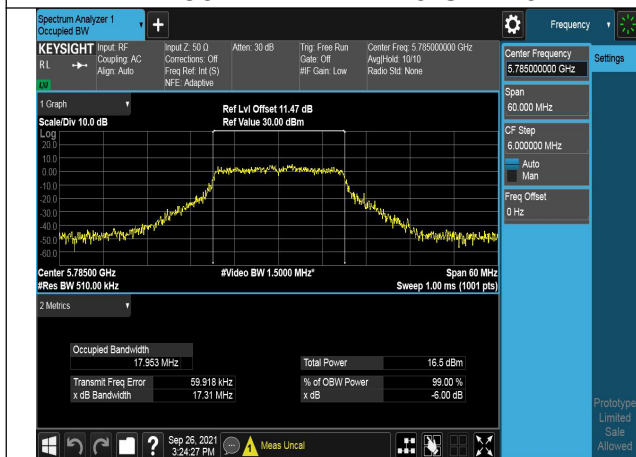 Spectrum Analyzer 1
Occupied BW
+
Frequency
KEYSIGHT
RL
Input: RF
Coupling: AC
Align: Auto
Input Z: 50 Ω
Corrections: Off
Freq Ref: Int (S)
NFE: Adaptive
Atten: 30 dB
Trig: Free Run
Gate: Off
#IF Gain: Low
Center Freq: 5.785000000 GHz
Avg|Hold: 10/10
Radio Std: None
LXI
Center Frequency
5.785000000 GHz
Settings
Span
60.000 MHz
CF Step
6.000000 MHz
Auto
Man
Freq Offset
0 Hz
1 Graph
Scale/Div 10.0 dB
Ref Lvl Offset 11.47 dB
Ref Value 30.00 dBm
Log
20.0
10.0
0.00
-10.0
-20.0
-30.0
-40.0
-50.0
-60.0
Center 5.78500 GHz
#Res BW 510.00 kHz
#Video BW 1.5000 MHz*
Span 60 MHz
Sweep 1.00 ms (1001 pts)
2 Metrics
Occupied Bandwidth
17.953 MHz
Total Power 16.5 dBm
Transmit Freq Error 59.918 kHz
% of OBW Power 99.00 %
x dB Bandwidth 17.31 MHz
x dB -6.00 dB
Prototype
Limited
Sale
Allowed
?
Sep 26, 2021
3:24:27 PM
1
Meas Uncal